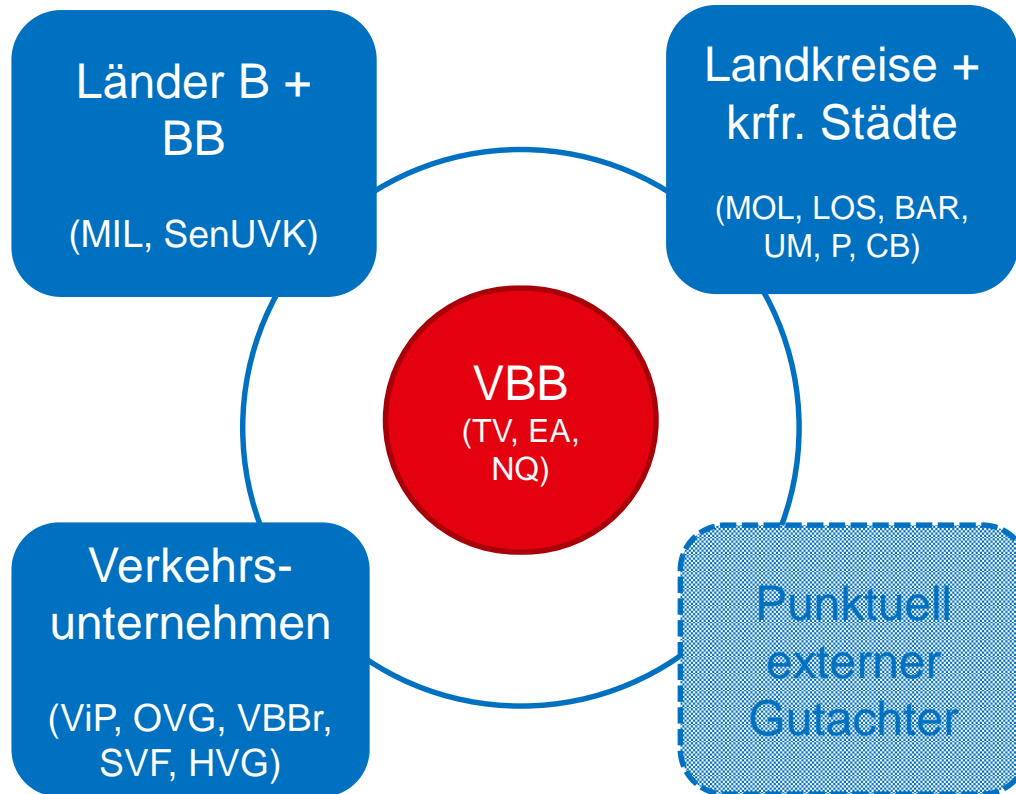 Länder B +
BB
(MIL, SenUVK)
Landkreise +
krfr. Städte
(MOL, LOS, BAR,
UM, P, CB)
VBB
(TV, EA,
NQ)
Verkehrs-
unternehmen
(ViP, OVG, VBBr,
SVF, HVG)
Punktuell
externer
Gutachter